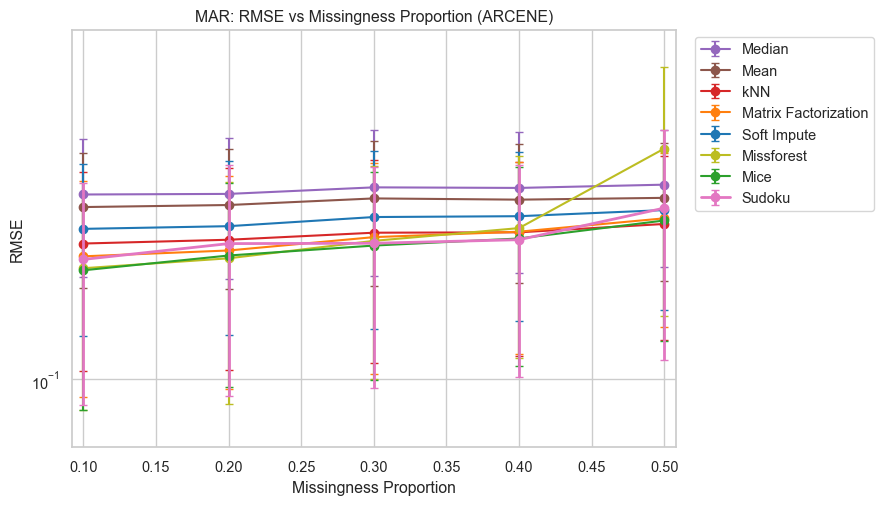 MAR: RMSE vs Missingness Proportion (ARCENE)
RMSE
10⁻¹
0.10 0.15 0.20 0.25 0.30 0.35 0.40 0.45 0.50
Missingness Proportion
Median
Mean
kNN
Matrix Factorization
Soft Impute
Missforest
Mice
Sudoku